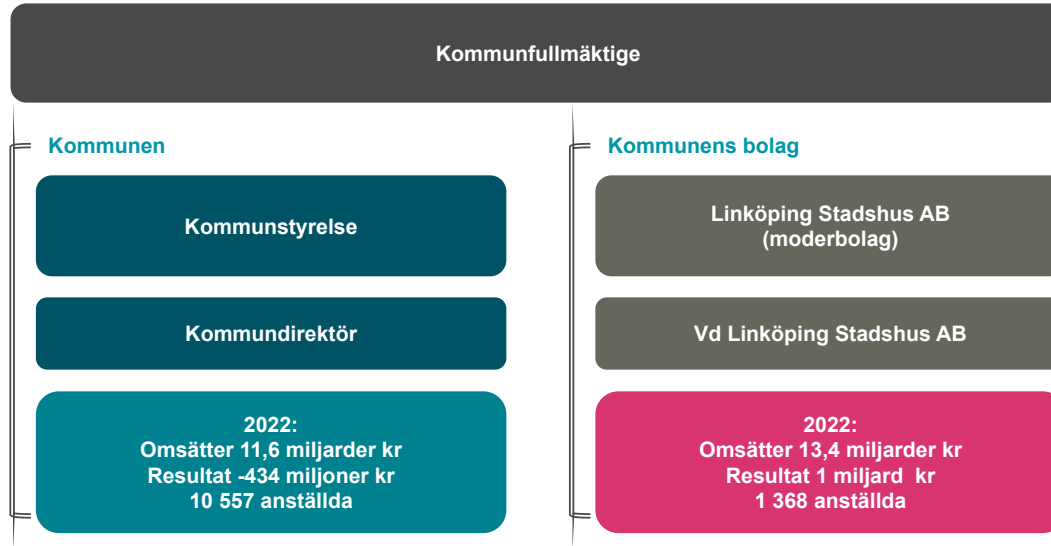 Kommunfullmäktige
Kommunen
Kommunstyrelse
Kommundirektör
2022:
Omsätter 11,6 miljarder kr
Resultat -434 miljoner kr
10 557 anställda
Kommunens bolag
Linköping Stadshus AB
(moderbolag)
Vd Linköping Stadshus AB
2022:
Omsätter 13,4 miljarder kr
Resultat 1 miljard  kr
1 368 anställda